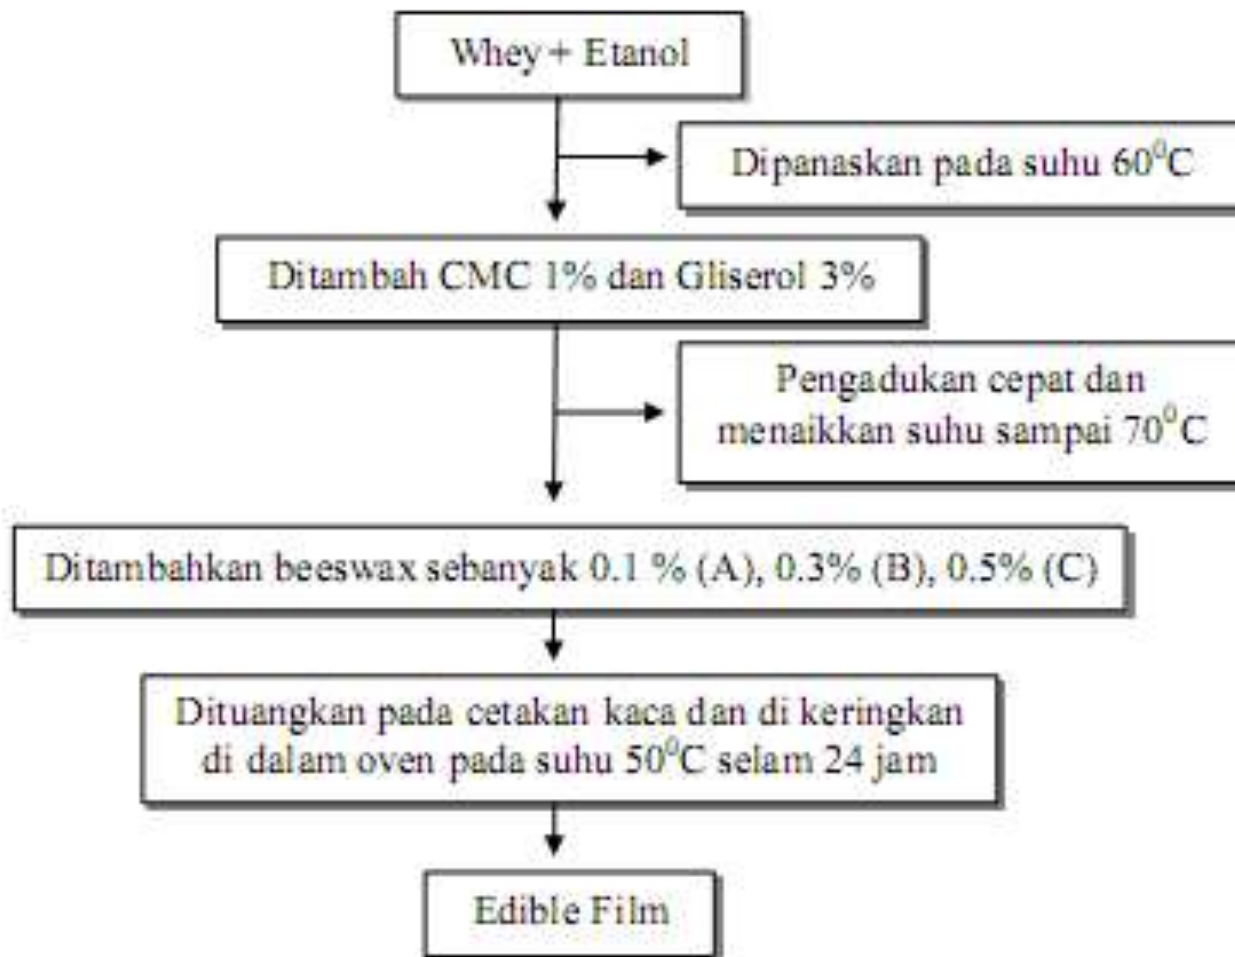 Whey + Etanol
Dipanaskan pada suhu 60⁰C
Ditambah CMC 1% dan Gliserol 3%
Pengadukan cepat dan
menaikkan suhu sampai 70⁰C
Ditambahkan beeswax sebanyak 0.1 % (A), 0.3% (B), 0.5% (C)
Dituangkan pada cetakan kaca dan di keringkan
di dalam oven pada suhu 50⁰C selam 24 jam
Edible Film